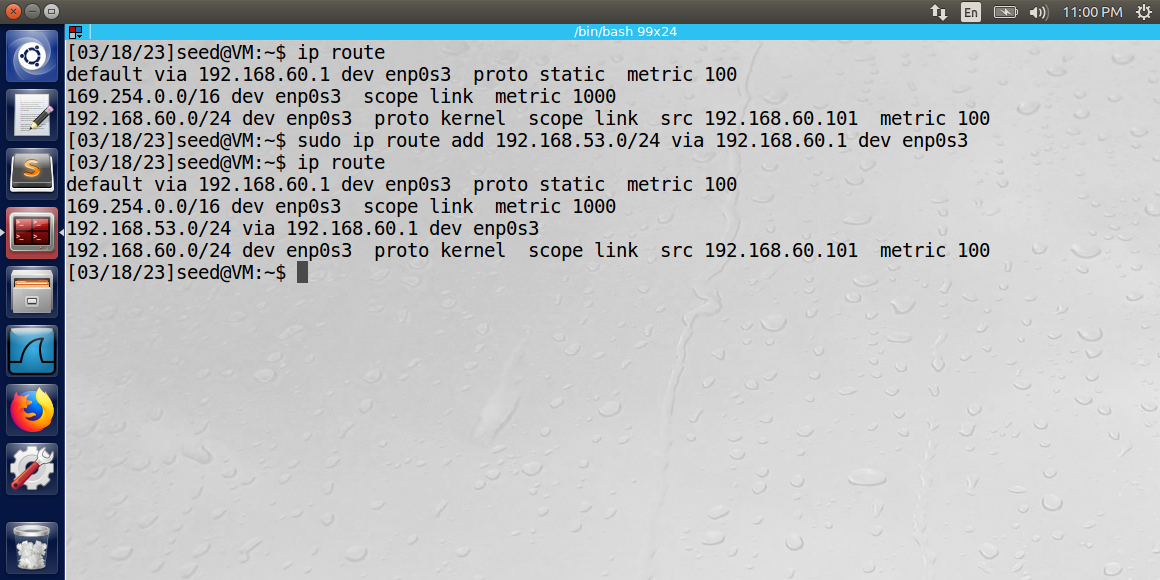 En
11:00 PM
/bin/bash 99x24
[03/18/23]seed@VM:~$ ip route
default via 192.168.60.1 dev enp0s3  proto static  metric 100
169.254.0.0/16 dev enp0s3  scope link  metric 1000
192.168.60.0/24 dev enp0s3  proto kernel  scope link  src 192.168.60.101  metric 100
[03/18/23]seed@VM:~$ sudo ip route add 192.168.53.0/24 via 192.168.60.1 dev enp0s3
[03/18/23]seed@VM:~$ ip route
default via 192.168.60.1 dev enp0s3  proto static  metric 100
169.254.0.0/16 dev enp0s3  scope link  metric 1000
192.168.53.0/24 via 192.168.60.1 dev enp0s3
192.168.60.0/24 dev enp0s3  proto kernel  scope link  src 192.168.60.101  metric 100
[03/18/23]seed@VM:~$